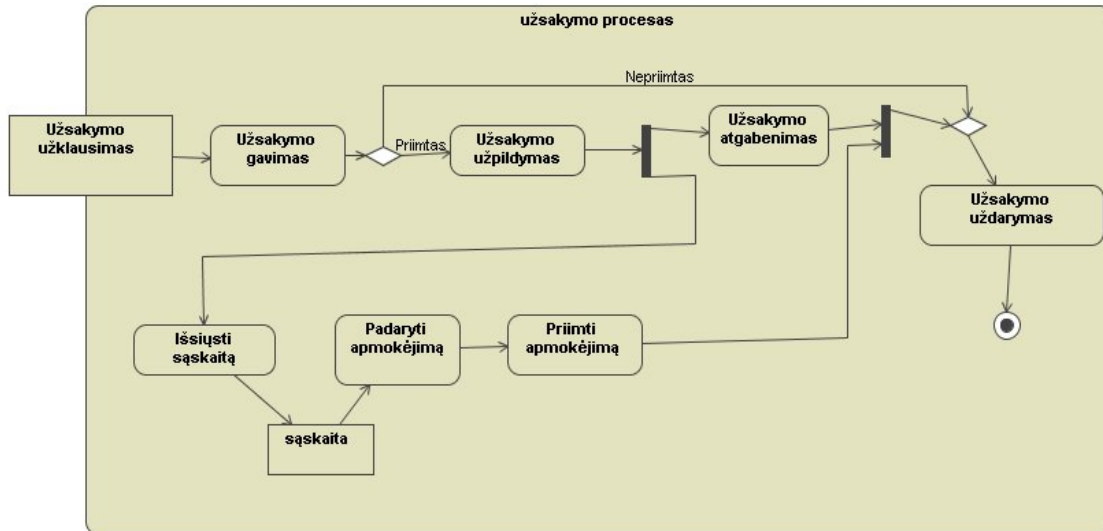 užsakymo procesas
Nepriimtas
Užsakymo
užklausimas
Užsakymo
gavimas
Priimtas
Užsakymo
užpildymas
Užsakymo
atgabenimas
Užsakymo
uždarymas
Išsiųsti
sąskaitą
Padaryti
apmokėjimą
Priimti
apmokėjimą
sąskaita